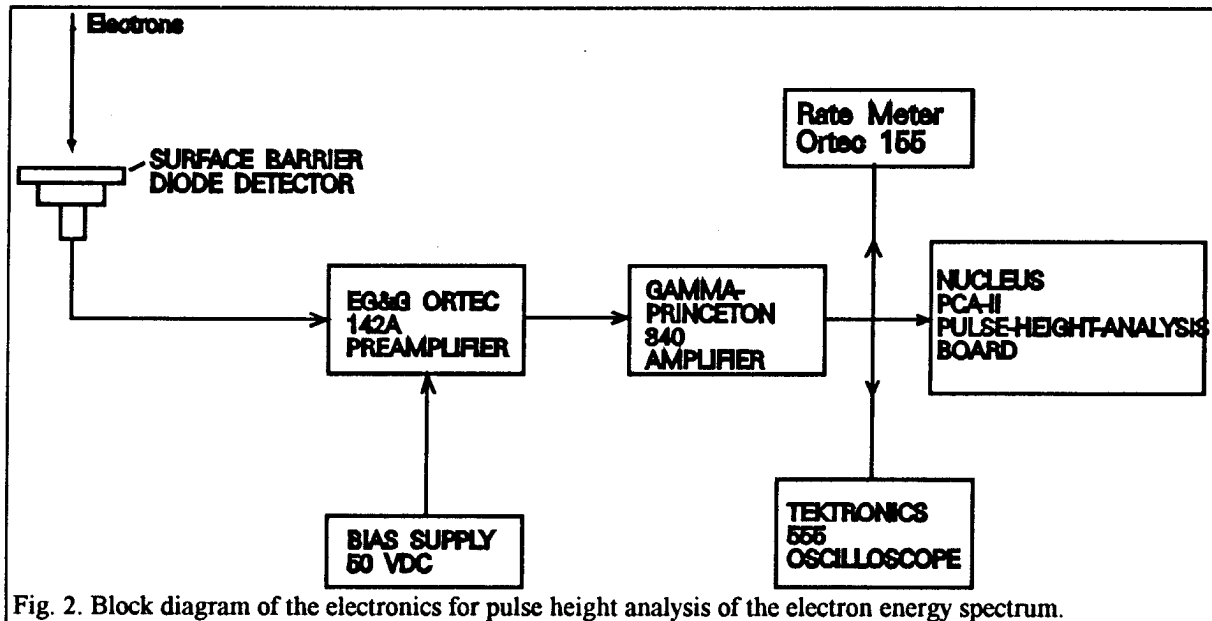 Electrons
SURFACE BARRIER
DIODE DETECTOR
Rate Meter
Ortec 155
EG&G ORTEC
142A
PREAMPLIFIER
GAMMA-
PRINCETON
340
AMPLIFIER
NUCLEUS
PCA-II
PULSE-HEIGHT-ANALYSIS
BOARD
BIAS SUPPLY
50 VDC
TEKTRONICS
555
OSCILLOSCOPE
Fig. 2. Block diagram of the electronics for pulse height analysis of the electron energy spectrum.